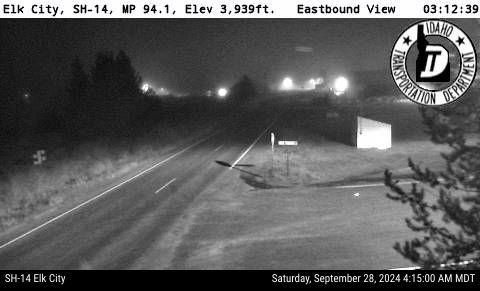 Elk City, SH-14, MP 94.1, Elev 3,939ft. Eastbound View 03:12:39
IDAHO
TRANSPORTATION DEPARTMENT
SH-14 Elk City Saturday, September 28, 2024 4:15:00 AM MDT